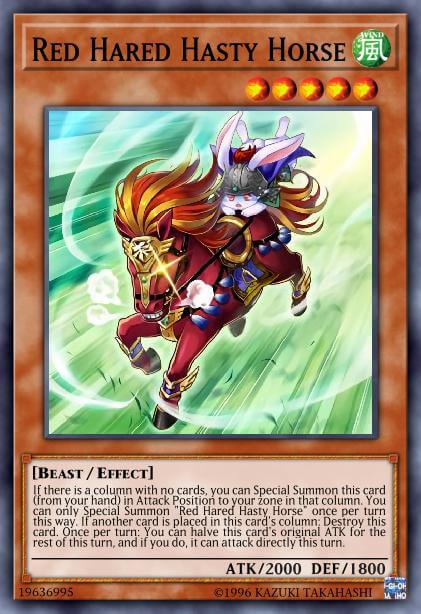 RED HARED HASTY HORSE
WIND
風
[BEAST / EFFECT]
If there is a column with no cards, you can Special Summon this card
(from your hand) in Attack Position to your zone in that column. You
can only Special Summon "Red Hared Hasty Horse" once per turn
this way. If another card is placed in this card's column: Destroy this
card. Once per turn: You can halve this card's original ATK for the
rest of this turn, and if you do, it can attack directly this turn.
ATK/2000 DEF/1800
19636995
©1996 KAZUKI TAKAHASHI